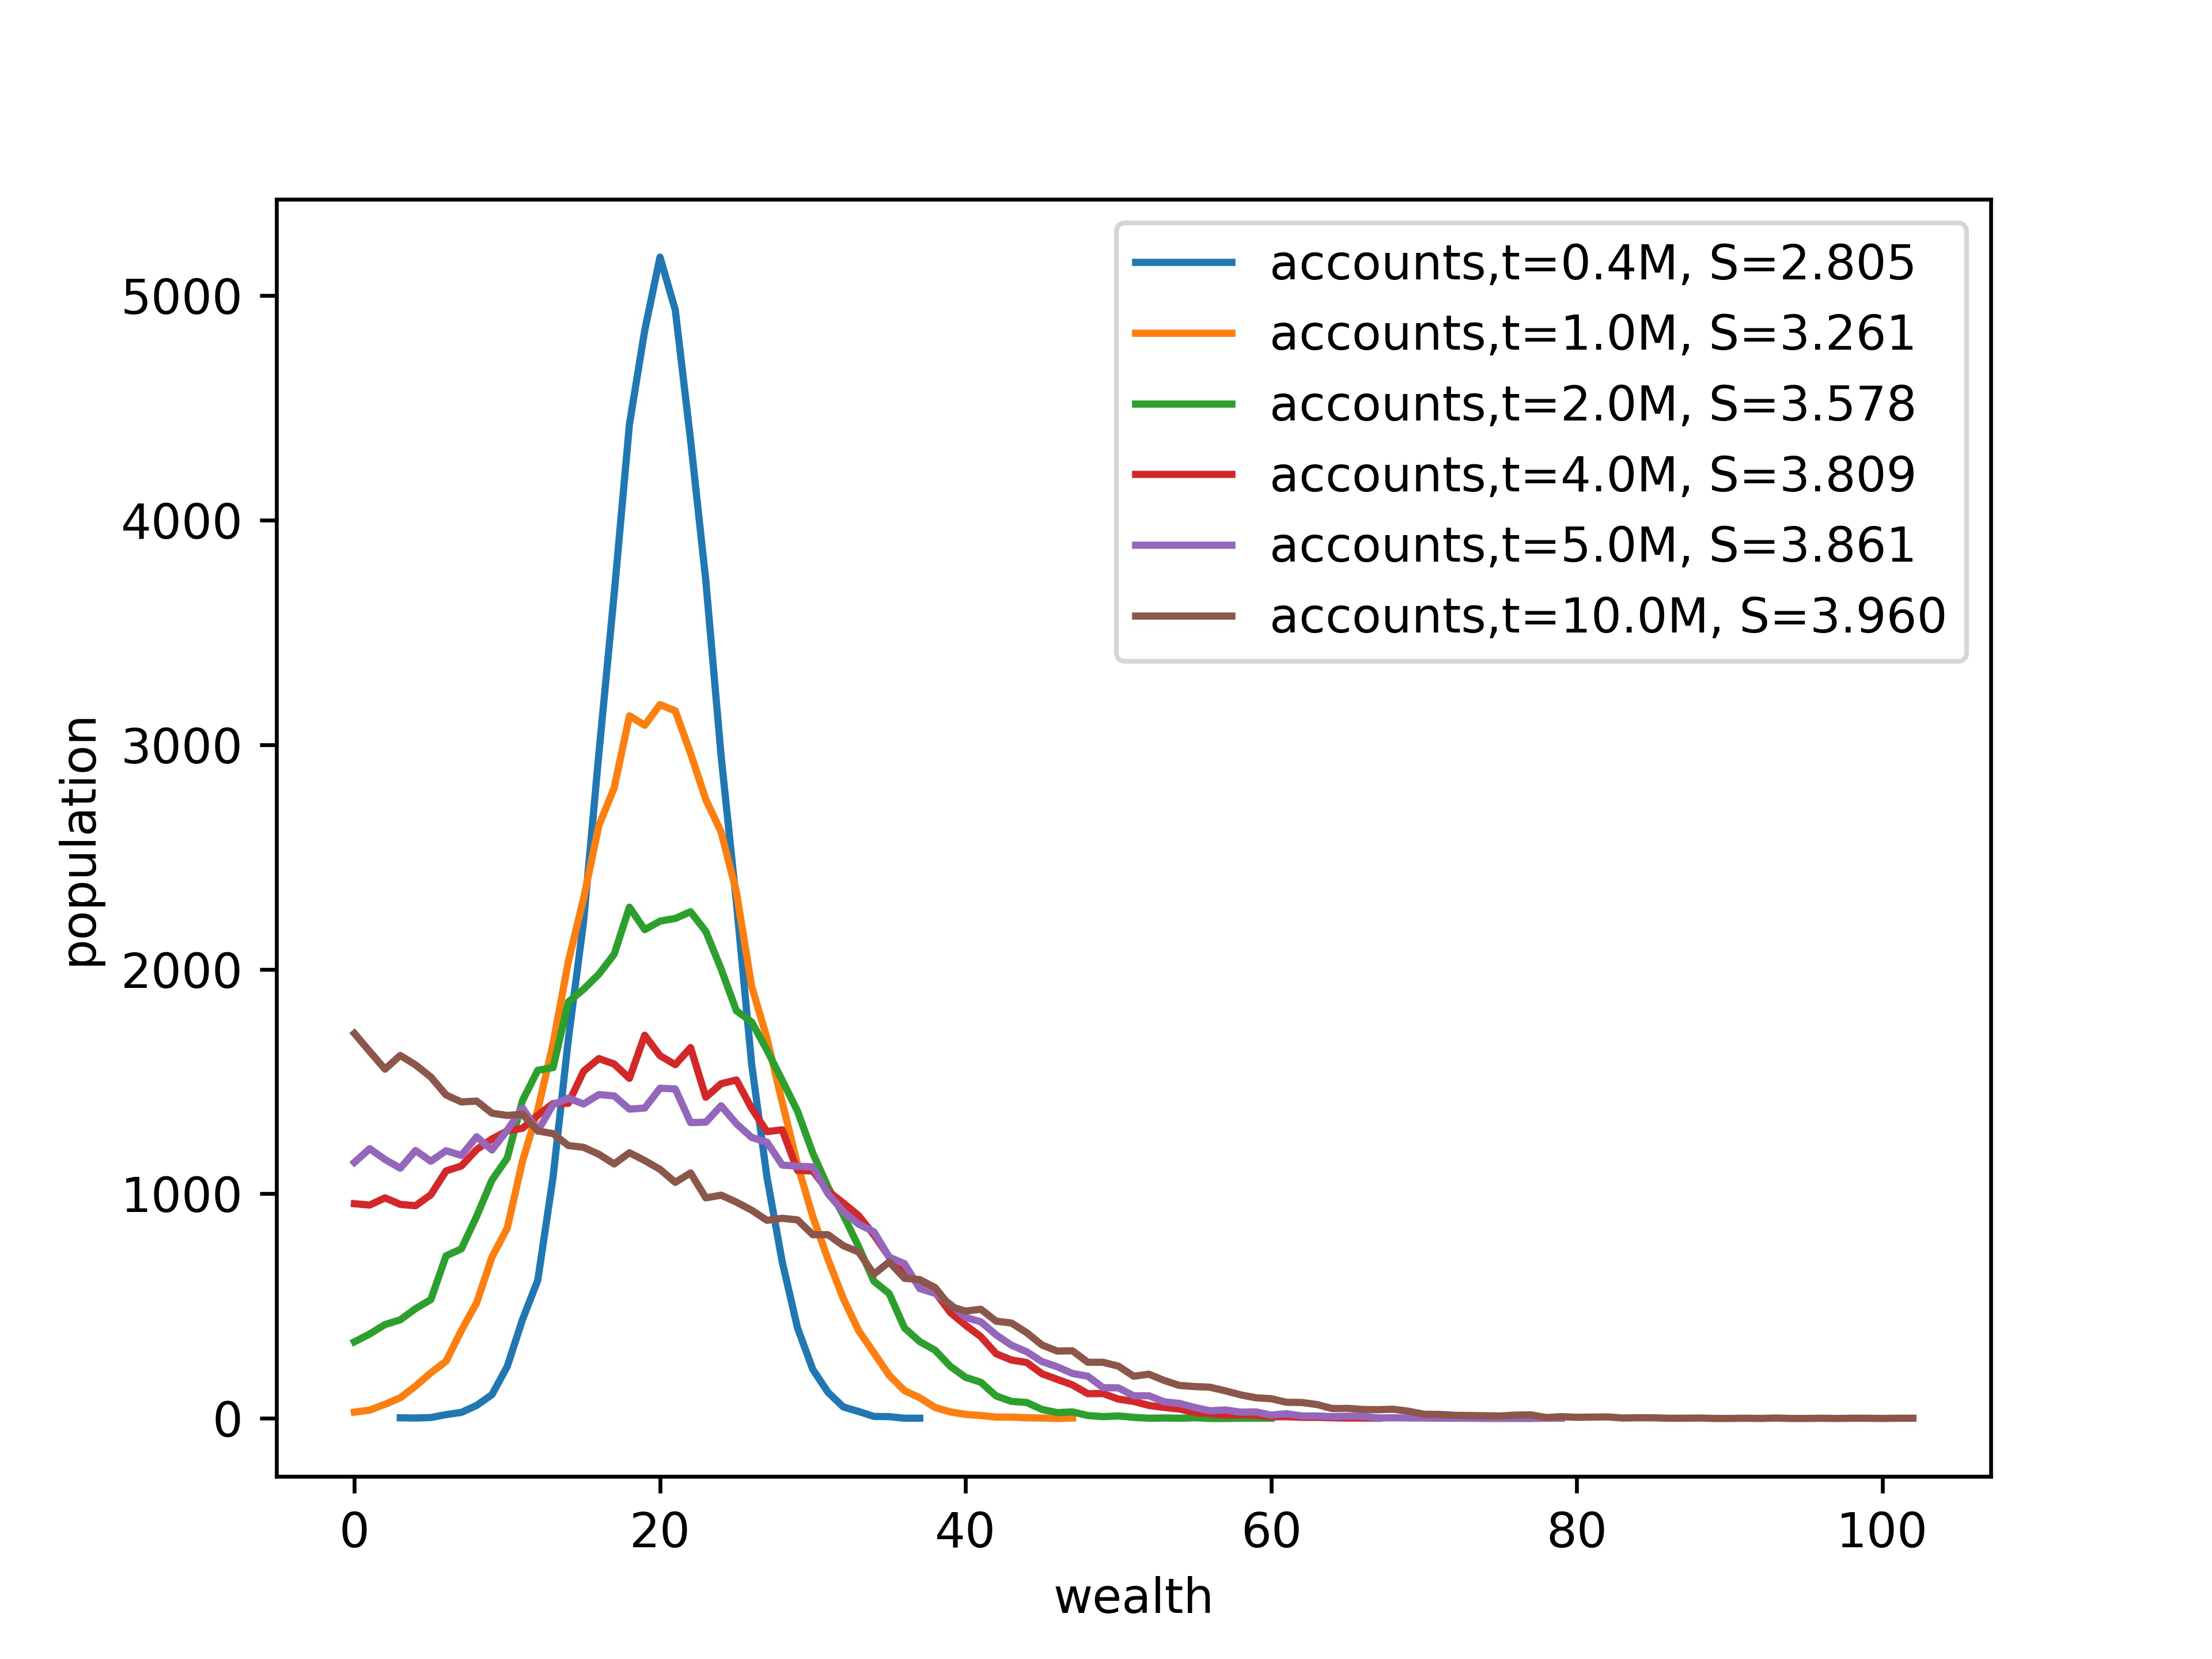 accounts,t=0.4M, S=2.805
accounts,t=1.0M, S=3.261
accounts,t=2.0M, S=3.578
accounts,t=4.0M, S=3.809
accounts,t=5.0M, S=3.861
accounts,t=10.0M, S=3.960
5000
4000
3000
2000
1000
0
population
0 20 40 60 80 100
wealth